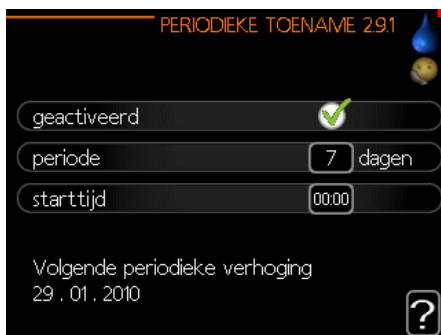 PERIODIEKE TOENAME 2.9.1
geactiveerd
periode 7 dagen
starttijd 00:00
Volgende periodieke verhoging
29 . 01 . 2010
?